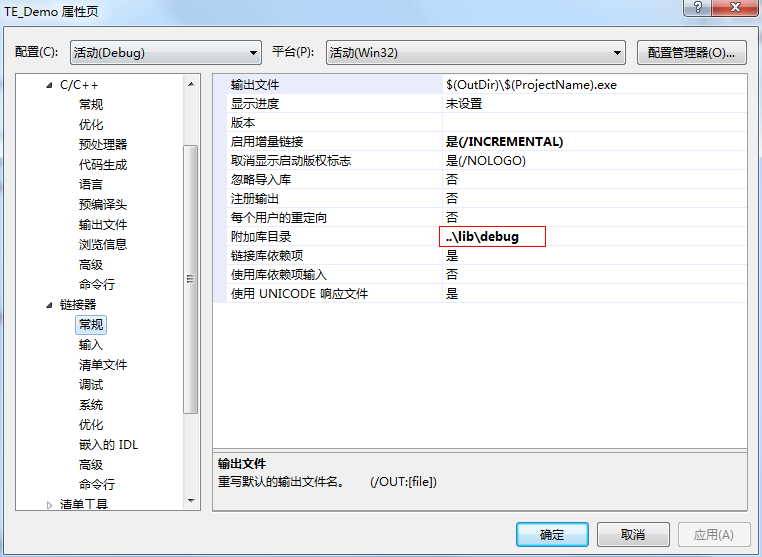 TE_Demo 属性页
配置(C): 活动(Debug) 平台(P): 活动(Win32) 配置管理器(O)...
C/C++
常规
优化
预处理器
代码生成
语言
预编译头
输出文件
浏览信息
高级
命令行
链接器
常规
输入
清单文件
调试
系统
优化
嵌入的 IDL
高级
命令行
清单工具
输出文件 $(OutDir)\$(ProjectName).exe
显示进度 未设置
版本
启用增量链接 是(/INCREMENTAL)
取消显示启动版权标志 是(/NOLOGO)
忽略导入库 否
注册输出 否
每个用户的重定向 否
附加库目录 ..\lib\debug
链接库依赖项 是
使用库依赖项输入 否
使用 UNICODE 响应文件 是
输出文件
重写默认的输出文件名。 (/OUT:[file])
确定 取消 应用(A)